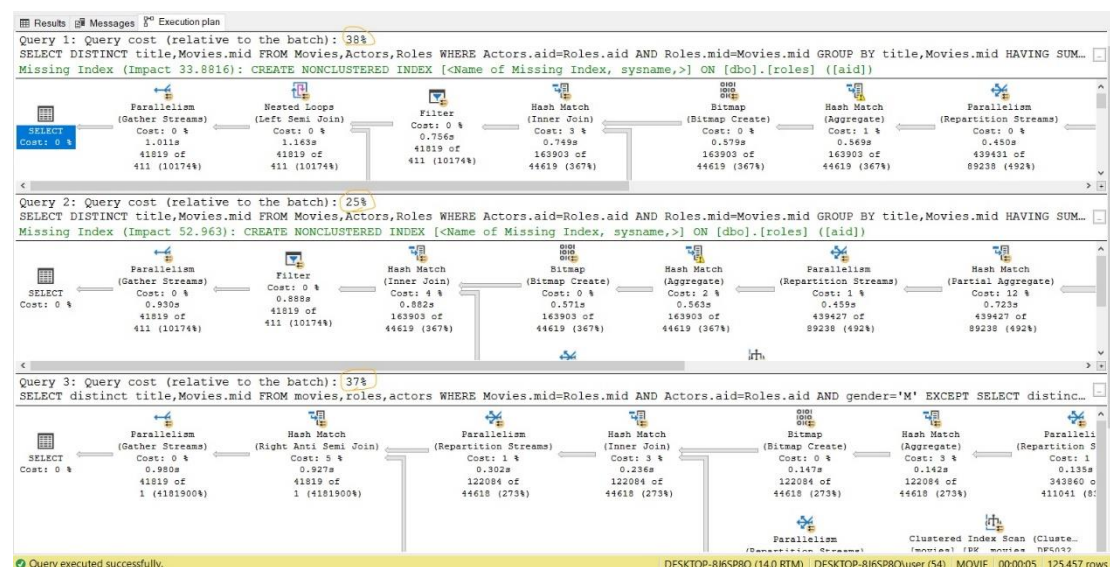 Results Messages Execution plan
Query 1: Query cost (relative to the batch): 38%
SELECT DISTINCT title,Movies.mid FROM Movies,Actors,Roles WHERE Actors.aid=Roles.aid AND Roles.mid=Movies.mid GROUP BY title,Movies.mid HAVING SUM…
Missing Index (Impact 33.8816): CREATE NONCLUSTERED INDEX [<Name of Missing Index, sysname,>] ON [dbo].[roles] ([aid])
SELECT
Cost: 0 %
Parallelism
(Gather Streams)
Cost: 0 %
1.011s
41819 of
411 (10174%)
Nested Loops
(Left Semi Join)
Cost: 0 %
1.163s
41819 of
411 (10174%)
Filter
Cost: 0 %
0.756s
41819 of
411 (10174%)
Hash Match
(Inner Join)
Cost: 3 %
0.749s
163903 of
44619 (367%)
Bitmap
(Bitmap Create)
Cost: 0 %
0.579s
163903 of
44619 (367%)
Hash Match
(Aggregate)
Cost: 1 %
0.569s
163903 of
44619 (367%)
Parallelism
(Repartition Streams)
Cost: 0 %
0.450s
439431 of
89238 (492%)
Query 2: Query cost (relative to the batch): 25%
SELECT DISTINCT title,Movies.mid FROM Movies,Actors,Roles WHERE Actors.aid=Roles.aid AND Roles.mid=Movies.mid GROUP BY title,Movies.mid HAVING SUM…
Missing Index (Impact 52.963): CREATE NONCLUSTERED INDEX [<Name of Missing Index, sysname,>] ON [dbo].[roles] ([aid])
SELECT
Cost: 0 %
Parallelism
(Gather Streams)
Cost: 0 %
0.930s
41819 of
411 (10174%)
Filter
Cost: 0 %
0.888s
41819 of
411 (10174%)
Hash Match
(Inner Join)
Cost: 4 %
0.882s
163903 of
44619 (367%)
Bitmap
(Bitmap Create)
Cost: 0 %
0.571s
163903 of
44619 (367%)
Hash Match
(Aggregate)
Cost: 2 %
0.563s
163903 of
44619 (367%)
Parallelism
(Repartition Streams)
Cost: 1 %
0.459s
439427 of
89238 (492%)
Hash Match
(Partial Aggregate)
Cost: 12 %
0.723s
439427 of
89238 (492%)
Query 3: Query cost (relative to the batch): 37%
SELECT distinct title,Movies.mid FROM movies,roles,actors WHERE Movies.mid=Roles.mid AND Actors.aid=Roles.aid AND gender='M' EXCEPT SELECT distinc…
SELECT
Cost: 0 %
Parallelism
(Gather Streams)
Cost: 0 %
0.980s
41819 of
1 (4181900%)
Hash Match
(Right Anti Semi Join)
Cost: 5 %
0.927s
41819 of
1 (4181900%)
Parallelism
(Repartition Streams)
Cost: 1 %
0.302s
122084 of
44618 (273%)
Hash Match
(Inner Join)
Cost: 3 %
0.236s
122084 of
44618 (273%)
Bitmap
(Bitmap Create)
Cost: 0 %
0.147s
122084 of
44618 (273%)
Hash Match
(Aggregate)
Cost: 3 %
0.142s
122084 of
44618 (273%)
Paralleli
(Repartition S
Cost: 1
0.135s
343860 o
411041 (8
Parallelism
(Repartition Streams)
Clustered Index Scan (Cluste…
Query executed successfully.
DESKTOP-8J6SP8O (14.0 RTM) DESKTOP-8J6SP8O\user (54) MOVIE 00:00:05 125,457 rows